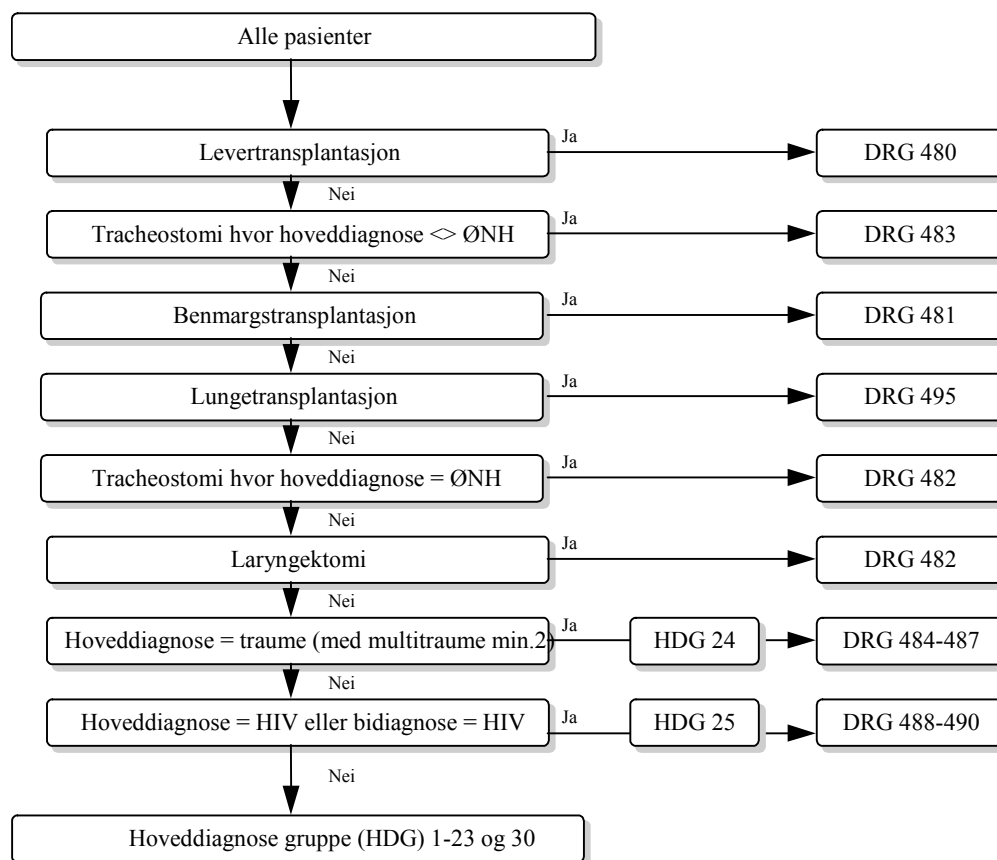 Alle pasienter
Levertransplantasjon
Ja
DRG 480
Nei
Tracheostomi hvor hoveddiagnose <> ØNH
Ja
DRG 483
Nei
Benmargstransplantasjon
Ja
DRG 481
Nei
Lungetransplantasjon
Ja
DRG 495
Nei
Tracheostomi hvor hoveddiagnose = ØNH
Ja
DRG 482
Nei
Laryngektomi
Ja
DRG 482
Nei
Hoveddiagnose = traume (med multitraume min.2)
Ja
HDG 24
DRG 484-487
Nei
Hoveddiagnose = HIV eller bidiagnose = HIV
Ja
HDG 25
DRG 488-490
Nei
Hoveddiagnose gruppe (HDG) 1-23 og 30